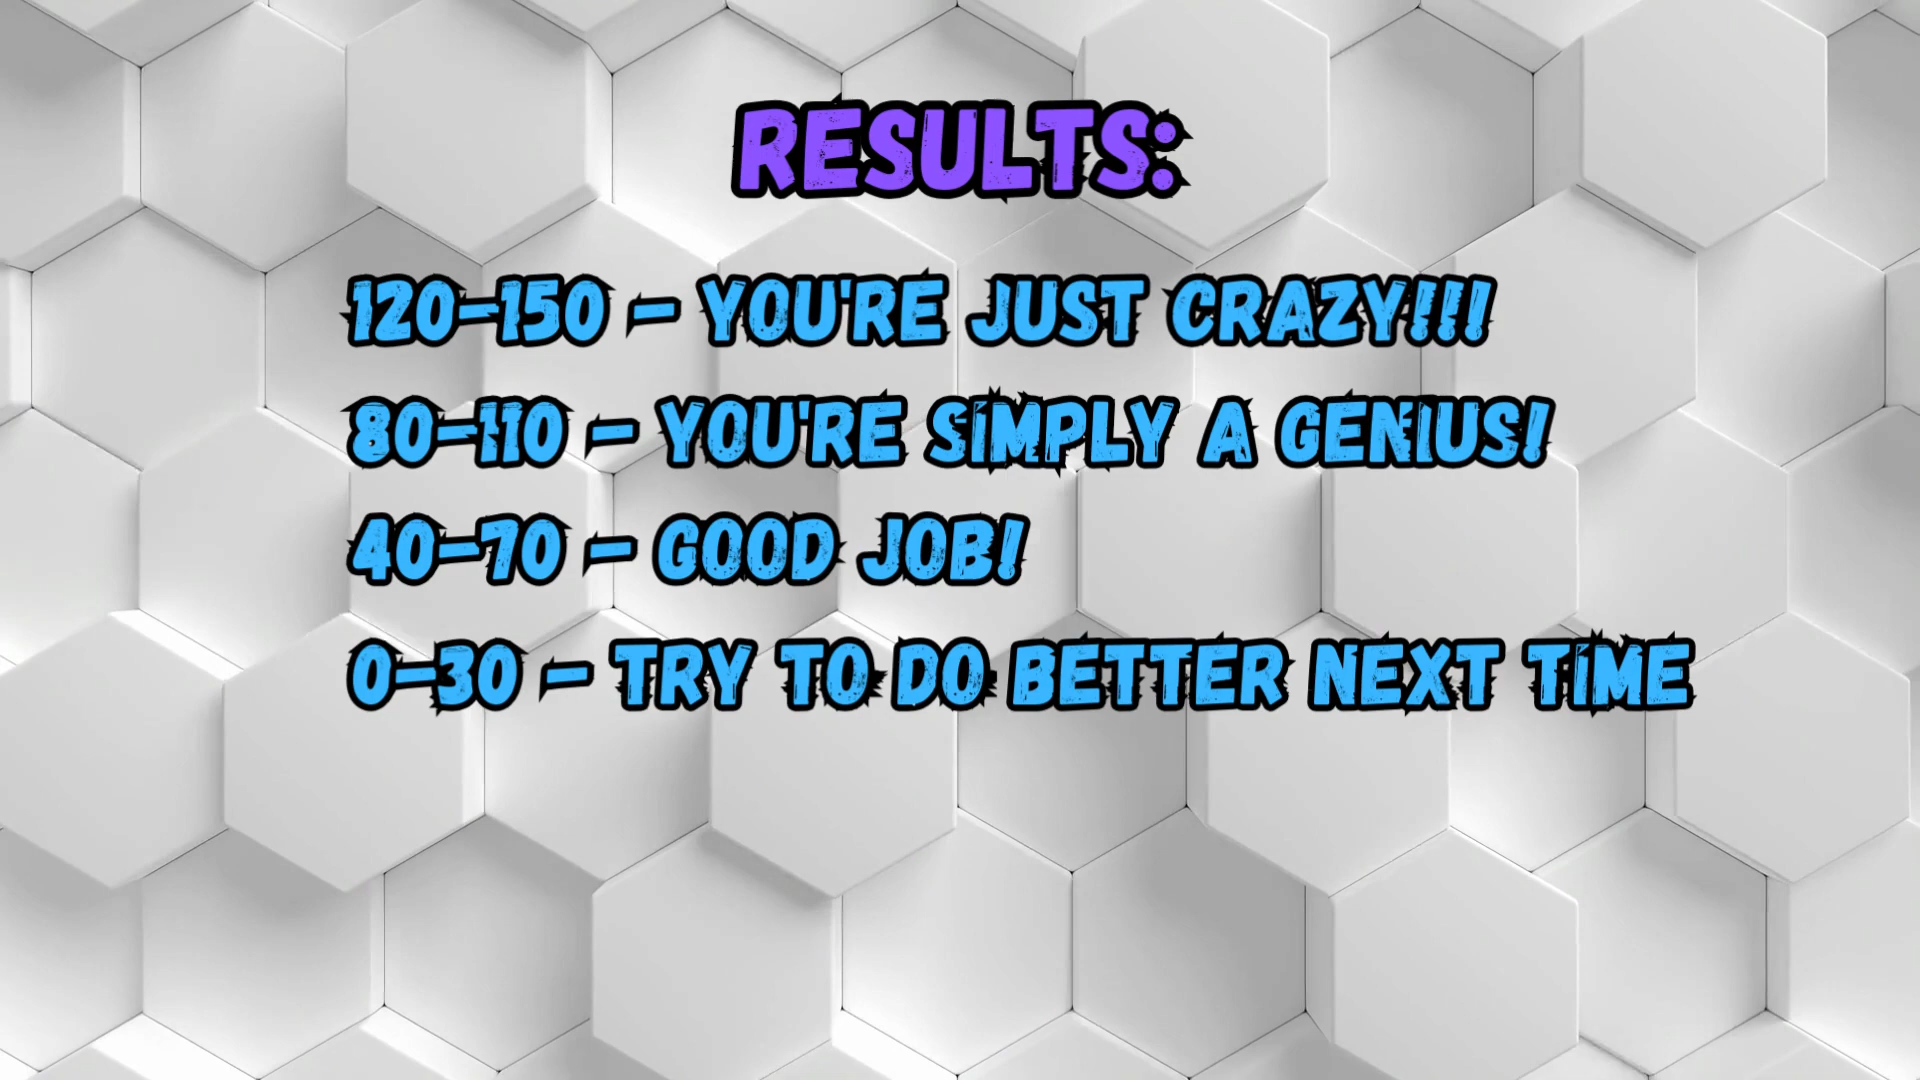 RESULTS:
120-150 - YOU'RE JUST CRAZY!!!
80-110 - YOU'RE SIMPLY A GENIUS!
40-70 - GOOD JOB!
0-30 - TRY TO DO BETTER NEXT TIME